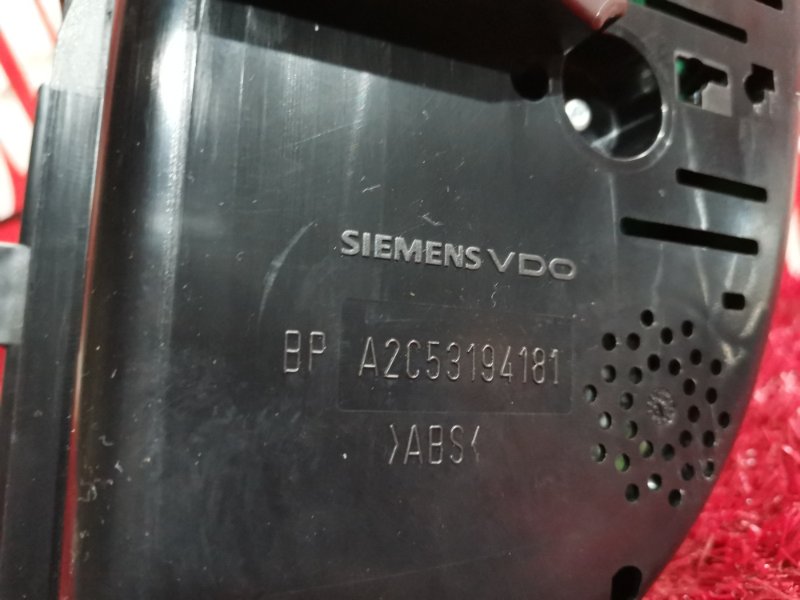 SIEMENS VDO
BP A2C53194181
>ABS<